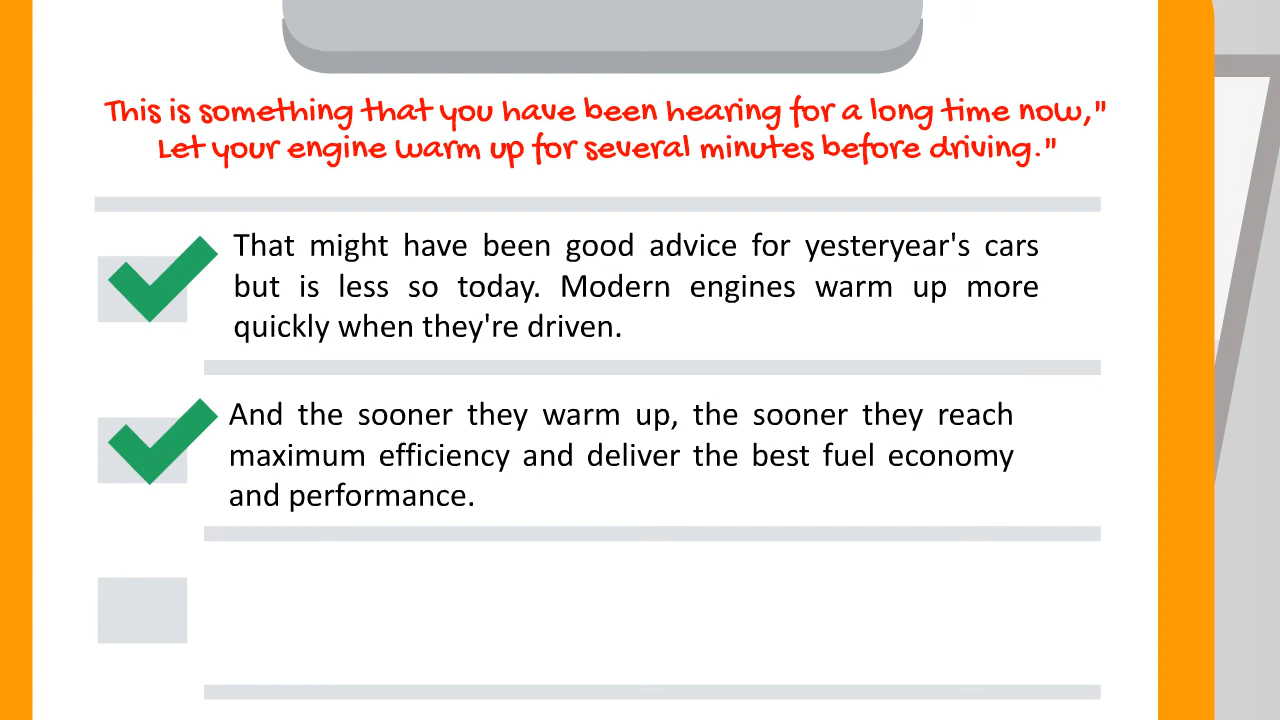 This is something that you have been hearing for a long time now,"
Let your engine warm up for several minutes before driving."
That might have been good advice for yesteryear's cars
but is less so today. Modern engines warm up more
quickly when they're driven.
And the sooner they warm up, the sooner they reach
maximum efficiency and deliver the best fuel economy
and performance.